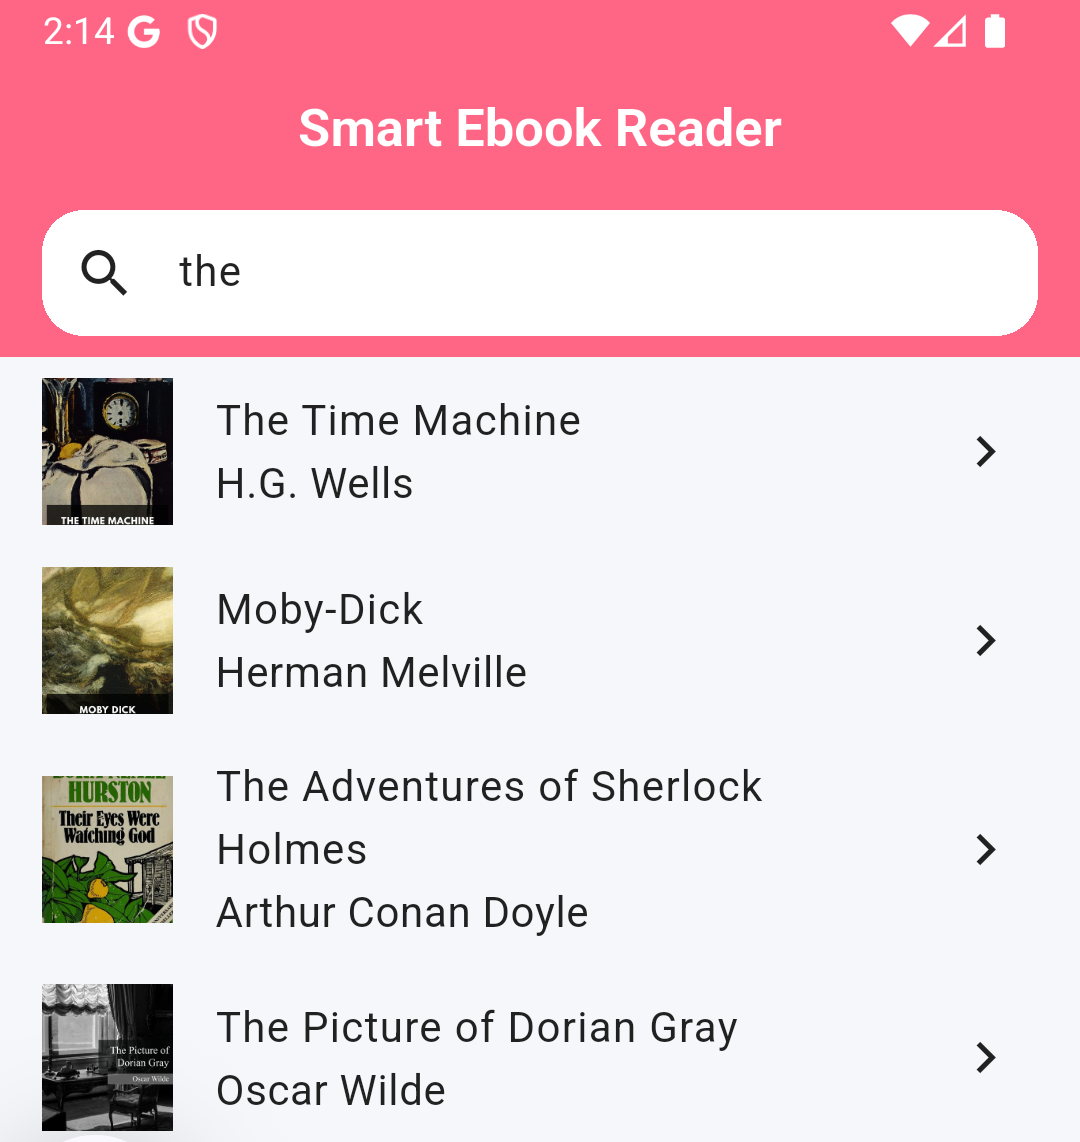 2:14
Smart Ebook Reader
the
The Time Machine
H.G. Wells
THE TIME MACHINE
Moby-Dick
Herman Melville
MOBY DICK
The Adventures of Sherlock
Holmes
Arthur Conan Doyle
HURSTON
Their Eyes Were
Watching God
The Picture of Dorian Gray
Oscar Wilde
The Picture of
Dorian Gray
Oscar Wilde